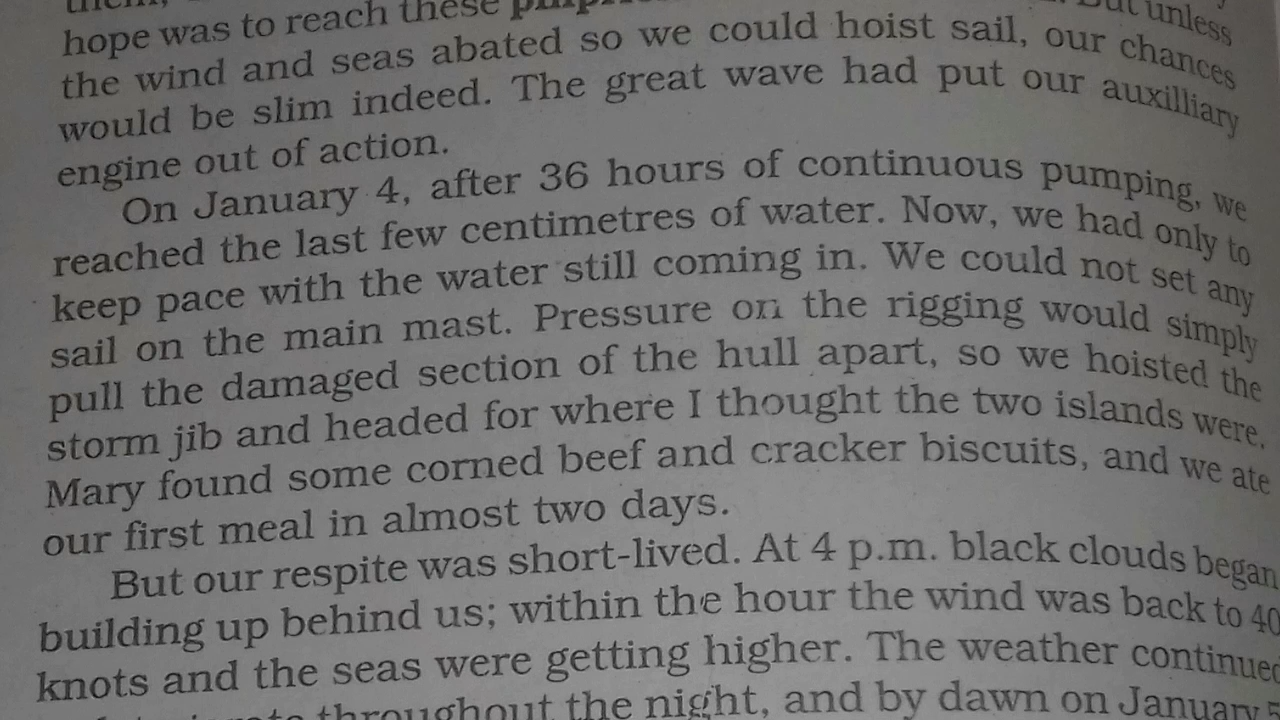 hope was to reach these
But unless
the wind and seas abated so we could hoist sail, our chances
would be slim indeed. The great wave had put our auxilliary
engine out of action.
On January 4, after 36 hours of continuous pumping, we
reached the last few centimetres of water. Now, we had only to
keep pace with the water still coming in. We could not set any
sail on the main mast. Pressure on the rigging would simply
pull the damaged section of the hull apart, so we hoisted the
storm jib and headed for where I thought the two islands were.
Mary found some corned beef and cracker biscuits, and we ate
our first meal in almost two days.
But our respite was short-lived. At 4 p.m. black clouds began
building up behind us; within the hour the wind was back to 40
knots and the seas were getting higher. The weather continued
throughout the night, and by dawn on January 5